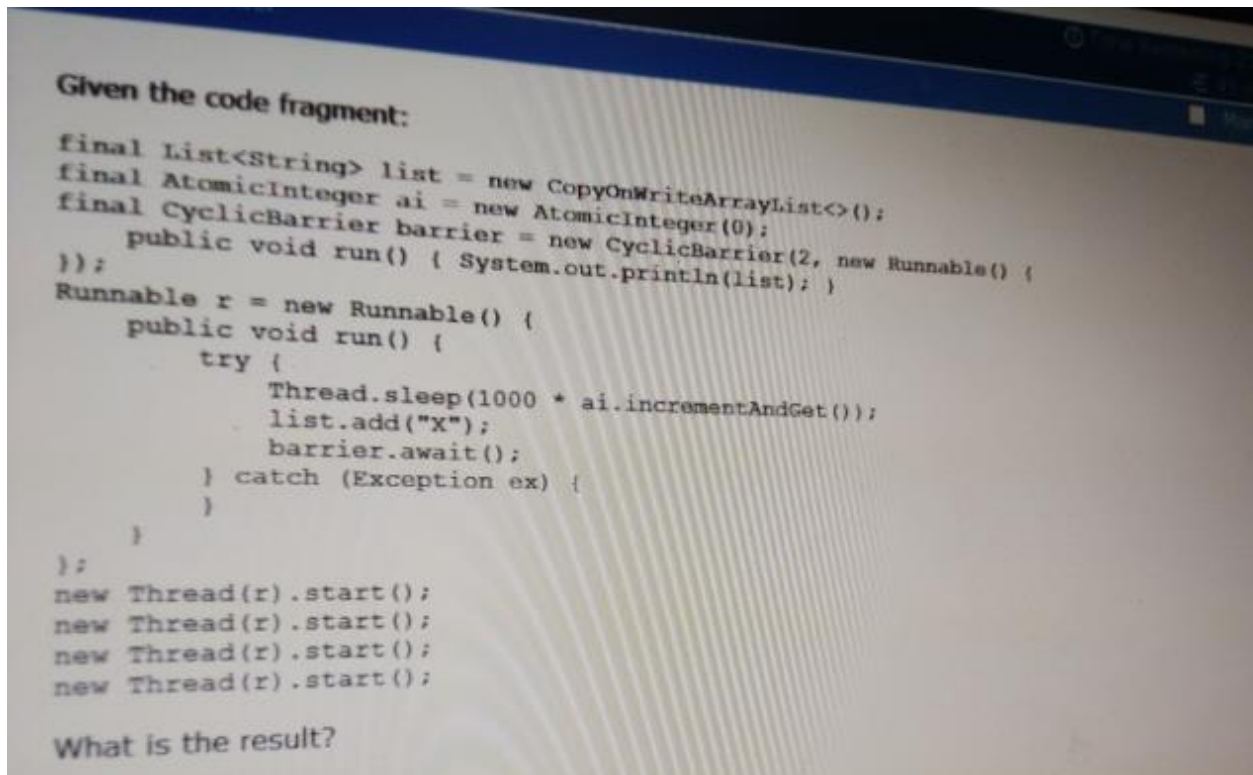 Given the code fragment:
final List<String> list = new CopyOnWriteArrayList<>();
final AtomicInteger ai = new AtomicInteger(0);
final CyclicBarrier barrier = new CyclicBarrier(2, new Runnable() {
public void run() { System.out.println(list); }
});
Runnable r = new Runnable() {
public void run() {
try {
Thread.sleep(1000 * ai.incrementAndGet());
list.add("X");
barrier.await();
} catch (Exception ex) {
}
}
};
new Thread(r).start();
new Thread(r).start();
new Thread(r).start();
new Thread(r).start();
What is the result?